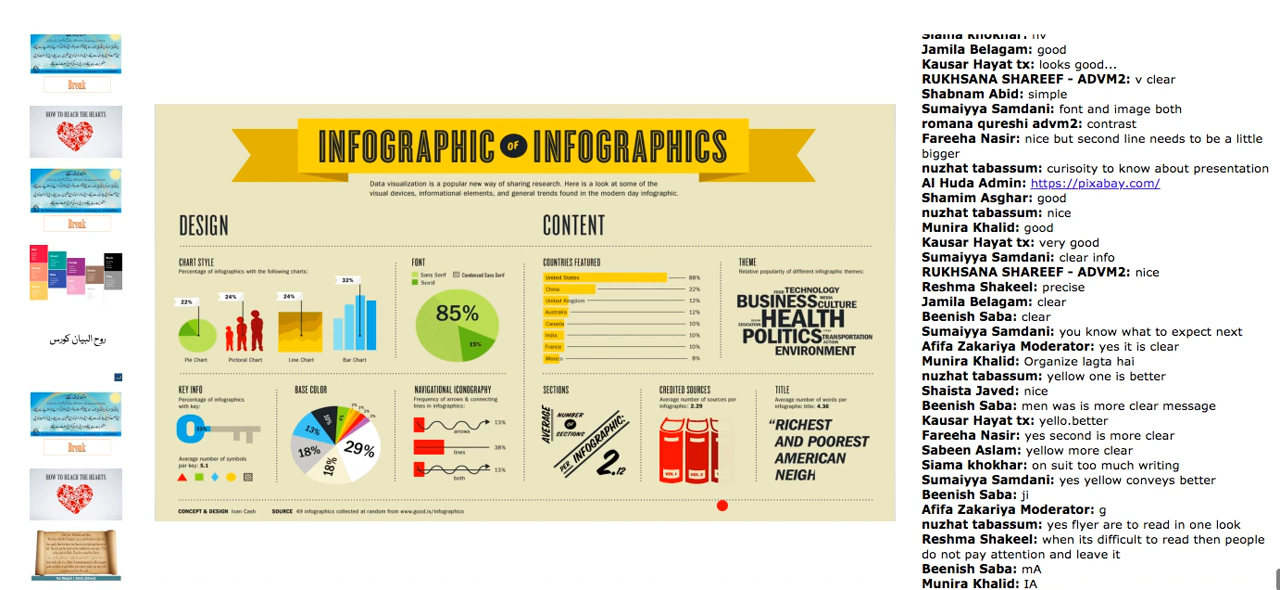 Break
HOW TO REACH THE HEARTS
Break
روح البيان كورس
Break
HOW TO REACH THE HEARTS
INFOGRAPHIC OF INFOGRAPHICS
Data visualization is a popular new way of sharing research. Here is a look at some of the
visual devices, informational elements, and general trends found in the modern day infographic.
DESIGN
CHART STYLE
Percentage of infographics with the following charts:
22%
24%
24%
32%
Pie Chart
Pictoral Chart
Line Chart
Bar Chart
FONT
Sans Serif
Condensed Sans Serif
Serif
85%
15%
KEY INFO
Percentage of infographics
with key:
Average number of symbols
per key: 5.1
BASE COLOR
10%
13%
18%
18%
29%
NAVIGATIONAL ICONOGRAPHY
Frequency of arrows & connecting
lines in infographics:
13%
arrows
38%
lines
13%
both
CONTENT
COUNTRIES FEATURED
United States 88%
China 22%
United Kingdom 12%
Australia 12%
Canada 10%
India 10%
France 10%
Mexico 8%
THEME
Relative popularity of different infographic themes:
FOOD TECHNOLOGY
BUSINESS MEDIA
CULTURE
HEALTH
EDUCATION
POLITICS TRANSPORTATION
ENVIRONMENT
SECTIONS
AVERAGE
NUMBER
OF
SECTIONS
PER INFOGRAPHIC:
2.12
CREDITED SOURCES
Average number of sources per
infographic: 2.29
VOL 1
VOL 2
TITLE
Average number of words per
infographic title: 4.36
“RICHEST
AND POOREST
AMERICAN
NEIGH
CONCEPT & DESIGN Ivan Cash
SOURCE 49 infographics collected at random from www.good.is/infographics
Siama khokhar:
Jamila Belagam: good
Kausar Hayat tx: looks good...
RUKHSANA SHAREEF - ADVM2: v clear
Shabnam Abid: simple
Sumaiyya Samdani: font and image both
romana qureshi advm2: contrast
Fareeha Nasir: nice but second line needs to be a little
bigger
nuzhat tabassum: curisoity to know about presentation
Al Huda Admin: https://pixabay.com/
Shamim Asghar: good
nuzhat tabassum: nice
Munira Khalid: good
Kausar Hayat tx: very good
Sumaiyya Samdani: clear info
RUKHSANA SHAREEF - ADVM2: nice
Reshma Shakeel: precise
Jamila Belagam: clear
Beenish Saba: clear
Sumaiyya Samdani: you know what to expect next
Afifa Zakariya Moderator: yes it is clear
Munira Khalid: Organize lagta hai
nuzhat tabassum: yellow one is better
Shaista Javed: nice
Beenish Saba: men was is more clear message
Kausar Hayat tx: yello.better
Fareeha Nasir: yes second is more clear
Sabeen Aslam: yellow more clear
Siama khokhar: on suit too much writing
Sumaiyya Samdani: yes yellow conveys better
Beenish Saba: ji
Afifa Zakariya Moderator: g
nuzhat tabassum: yes flyer are to read in one look
Reshma Shakeel: when its difficult to read then people
do not pay attention and leave it
Beenish Saba: mA
Munira Khalid: IA